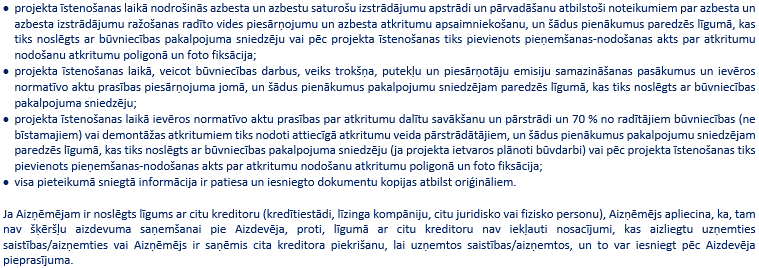 • projekta īstenošanas laikā nodrošinās azbesta un azbestu saturošu izstrādājumu apstrādi un pārvadāšanu atbilstoši noteikumiem par azbesta un
azbesta izstrādājumu ražošanas radīto vides piesārņojumu un azbesta atkritumu apsaimniekošanu, un šādus pienākumus paredzēs līgumā, kas
tiks noslēgts ar būvniecības pakalpojuma sniedzēju vai pēc projekta īstenošanas tiks pievienots pieņemšanas-nodošanas akts par atkritumu
nodošanu atkritumu poligonā un foto fiksācija;
• projekta īstenošanas laikā, veicot būvniecības darbus, veiks trokšņa, putekļu un piesārņotāju emisiju samazināšanas pasākumus un ievēros
normatīvo aktu prasības piesārņojuma jomā, un šādus pienākumus pakalpojumu sniedzējam paredzēs līgumā, kas tiks noslēgts ar būvniecības
pakalpojuma sniedzēju;
• projekta īstenošanas laikā ievēros normatīvo aktu prasības par atkritumu dalītu savākšanu un pārstrādi un 70 % no radītajiem būvniecības (ne
bīstamajiem) vai demontāžas atkritumiem tiks nodoti attiecīgā atkritumu veida pārstrādātājiem, un šādus pienākumus pakalpojumu sniedzējam
paredzēs līgumā, kas tiks noslēgts ar būvniecības pakalpojuma sniedzēju (ja projekta ietvaros plānoti būvdarbi) vai pēc projekta īstenošanas tiks
pievienots pieņemšanas-nodošanas akts par atkritumu nodošanu atkritumu poligonā un foto fiksācija;
• visa pieteikumā sniegtā informācija ir patiesa un iesniegto dokumentu kopijas atbilst oriģināliem.
Ja Aizņēmējam ir noslēgts līgums ar citu kreditoru (kredītiestādi, līzinga kompāniju, citu juridisko vai fizisko personu), Aizņēmējs apliecina, ka, tam
nav šķēršļu aizdevuma saņemšanai pie Aizdevēja, proti, līgumā ar citu kreditoru nav iekļauti nosacījumi, kas aizliegtu uzņemties
saistības/aizņemties vai Aizņēmējs ir saņēmis cita kreditora piekrišanu, lai uzņemtos saistības/aizņemtos, un to var iesniegt pēc Aizdevēja
pieprasījuma.